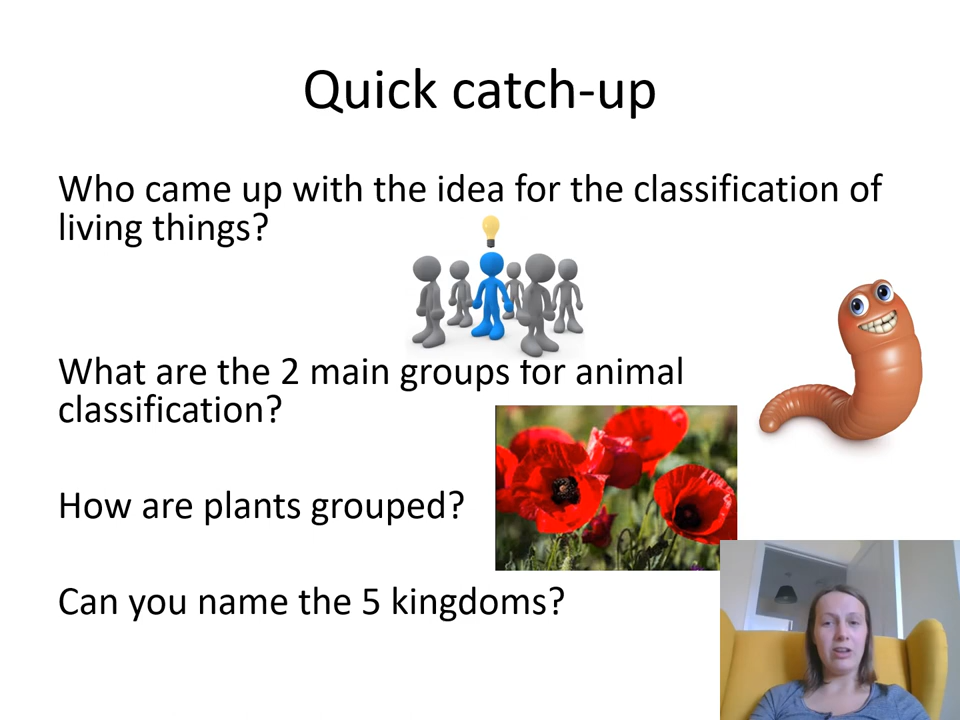 Quick catch-up
Who came up with the idea for the classification of
living things?
What are the 2 main groups for animal
classification?
How are plants grouped?
Can you name the 5 kingdoms?